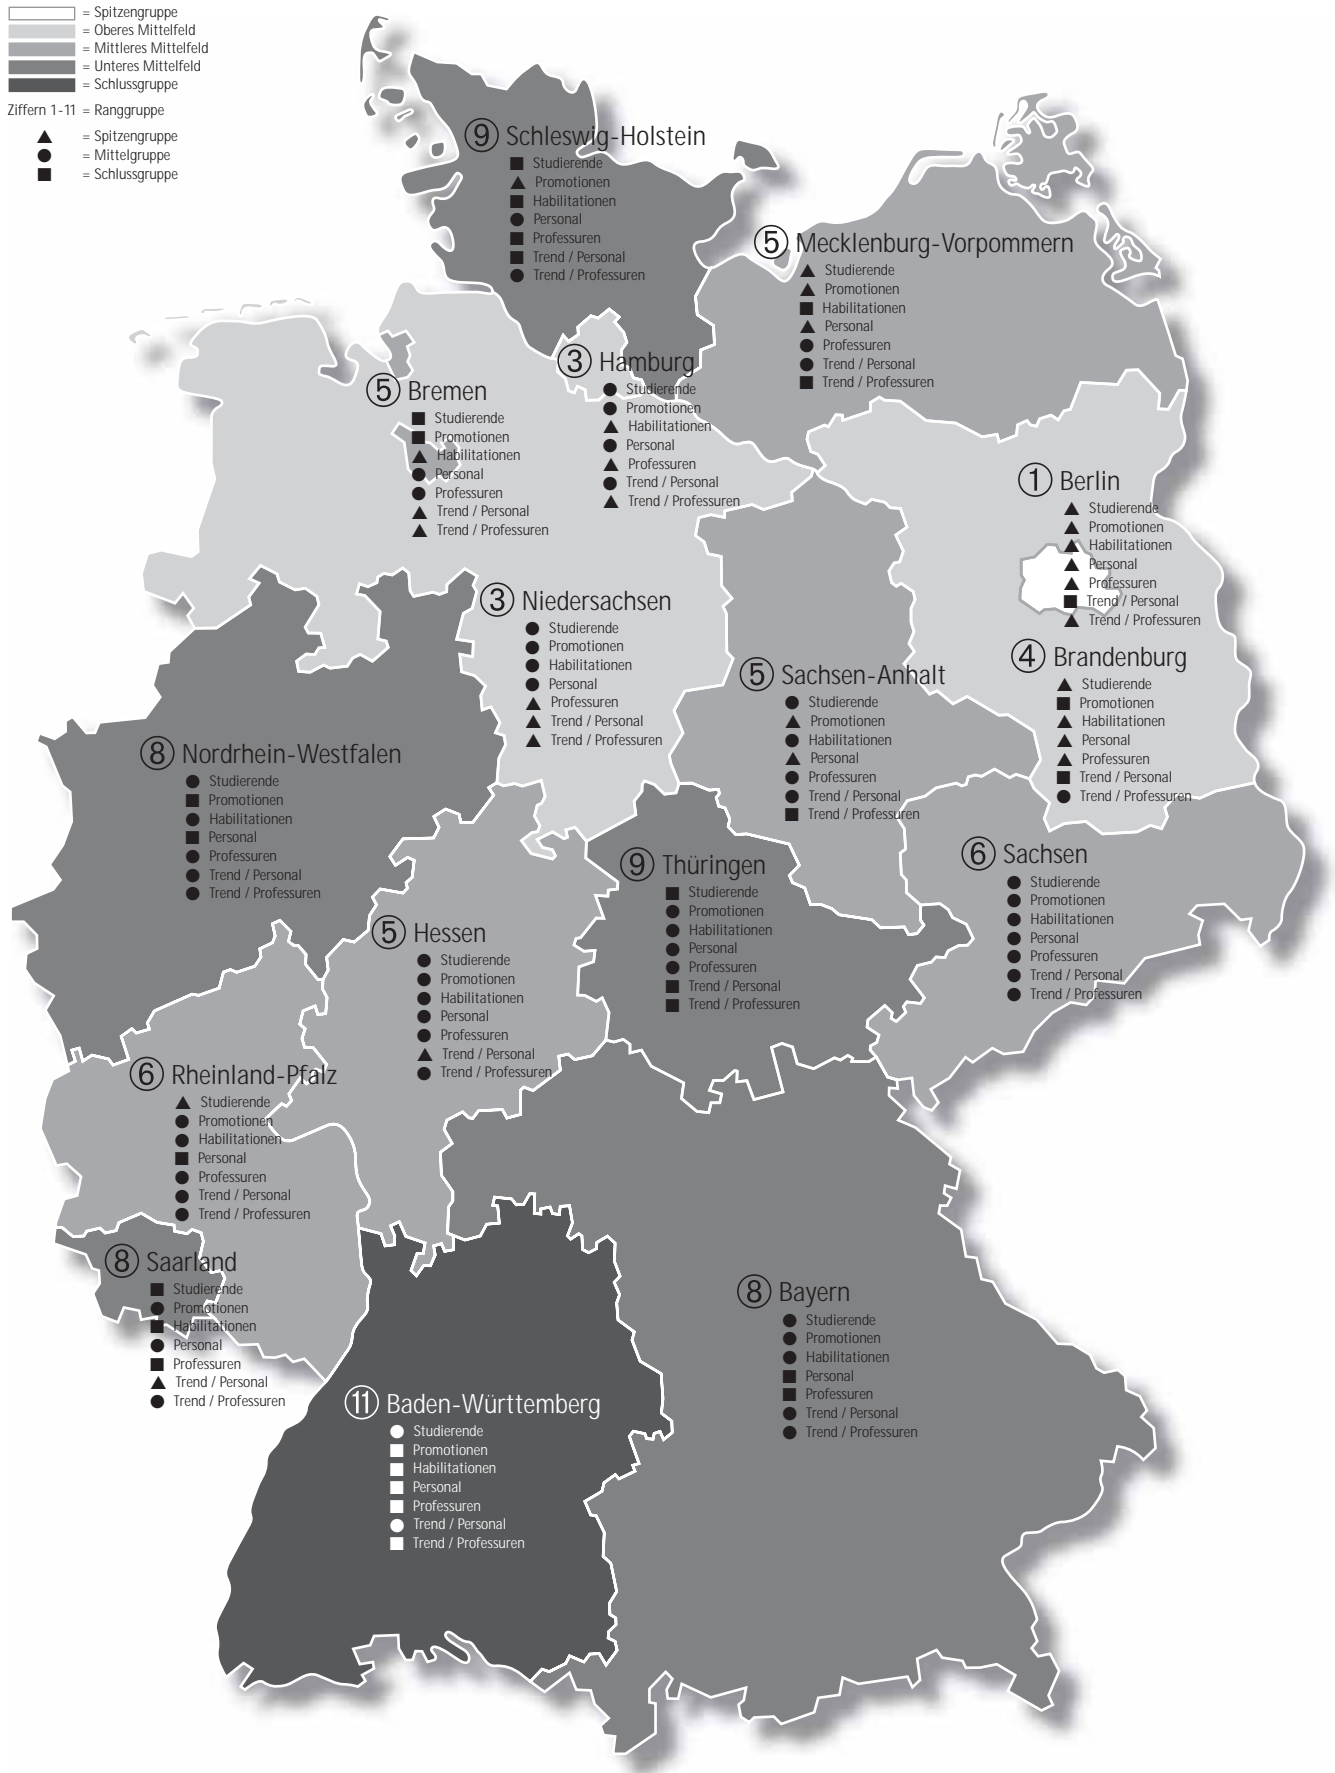 = Spitzengruppe
= Oberes Mittelfeld
= Mittleres Mittelfeld
= Unteres Mittelfeld
= Schlussgruppe
Ziffern 1-11 = Ranggruppe
= Spitzengruppe
= Mittelgruppe
= Schlussgruppe
9 Schleswig-Holstein
Studierende
Promotionen
Habilitationen
Personal
Professuren
Trend / Personal
Trend / Professuren
5 Mecklenburg-Vorpommern
Studierende
Promotionen
Habilitationen
Personal
Professuren
Trend / Personal
Trend / Professuren
3 Hamburg
Studierende
Promotionen
Habilitationen
Personal
Professuren
Trend / Personal
Trend / Professuren
5 Bremen
Studierende
Promotionen
Habilitationen
Personal
Professuren
Trend / Personal
Trend / Professuren
1 Berlin
Studierende
Promotionen
Habilitationen
Personal
Professuren
Trend / Personal
Trend / Professuren
3 Niedersachsen
Studierende
Promotionen
Habilitationen
Personal
Professuren
Trend / Personal
Trend / Professuren
4 Brandenburg
Studierende
Promotionen
Habilitationen
Personal
Professuren
Trend / Personal
Trend / Professuren
5 Sachsen-Anhalt
Studierende
Promotionen
Habilitationen
Personal
Professuren
Trend / Personal
Trend / Professuren
8 Nordrhein-Westfalen
Studierende
Promotionen
Habilitationen
Personal
Professuren
Trend / Personal
Trend / Professuren
9 Thüringen
Studierende
Promotionen
Habilitationen
Personal
Professuren
Trend / Personal
Trend / Professuren
6 Sachsen
Studierende
Promotionen
Habilitationen
Personal
Professuren
Trend / Personal
Trend / Professuren
5 Hessen
Studierende
Promotionen
Habilitationen
Personal
Professuren
Trend / Personal
Trend / Professuren
6 Rheinland-Pfalz
Studierende
Promotionen
Habilitationen
Personal
Professuren
Trend / Personal
Trend / Professuren
8 Saarland
Studierende
Promotionen
Habilitationen
Personal
Professuren
Trend / Personal
Trend / Professuren
8 Bayern
Studierende
Promotionen
Habilitationen
Personal
Professuren
Trend / Personal
Trend / Professuren
11 Baden-Württemberg
Studierende
Promotionen
Habilitationen
Personal
Professuren
Trend / Personal
Trend / Professuren